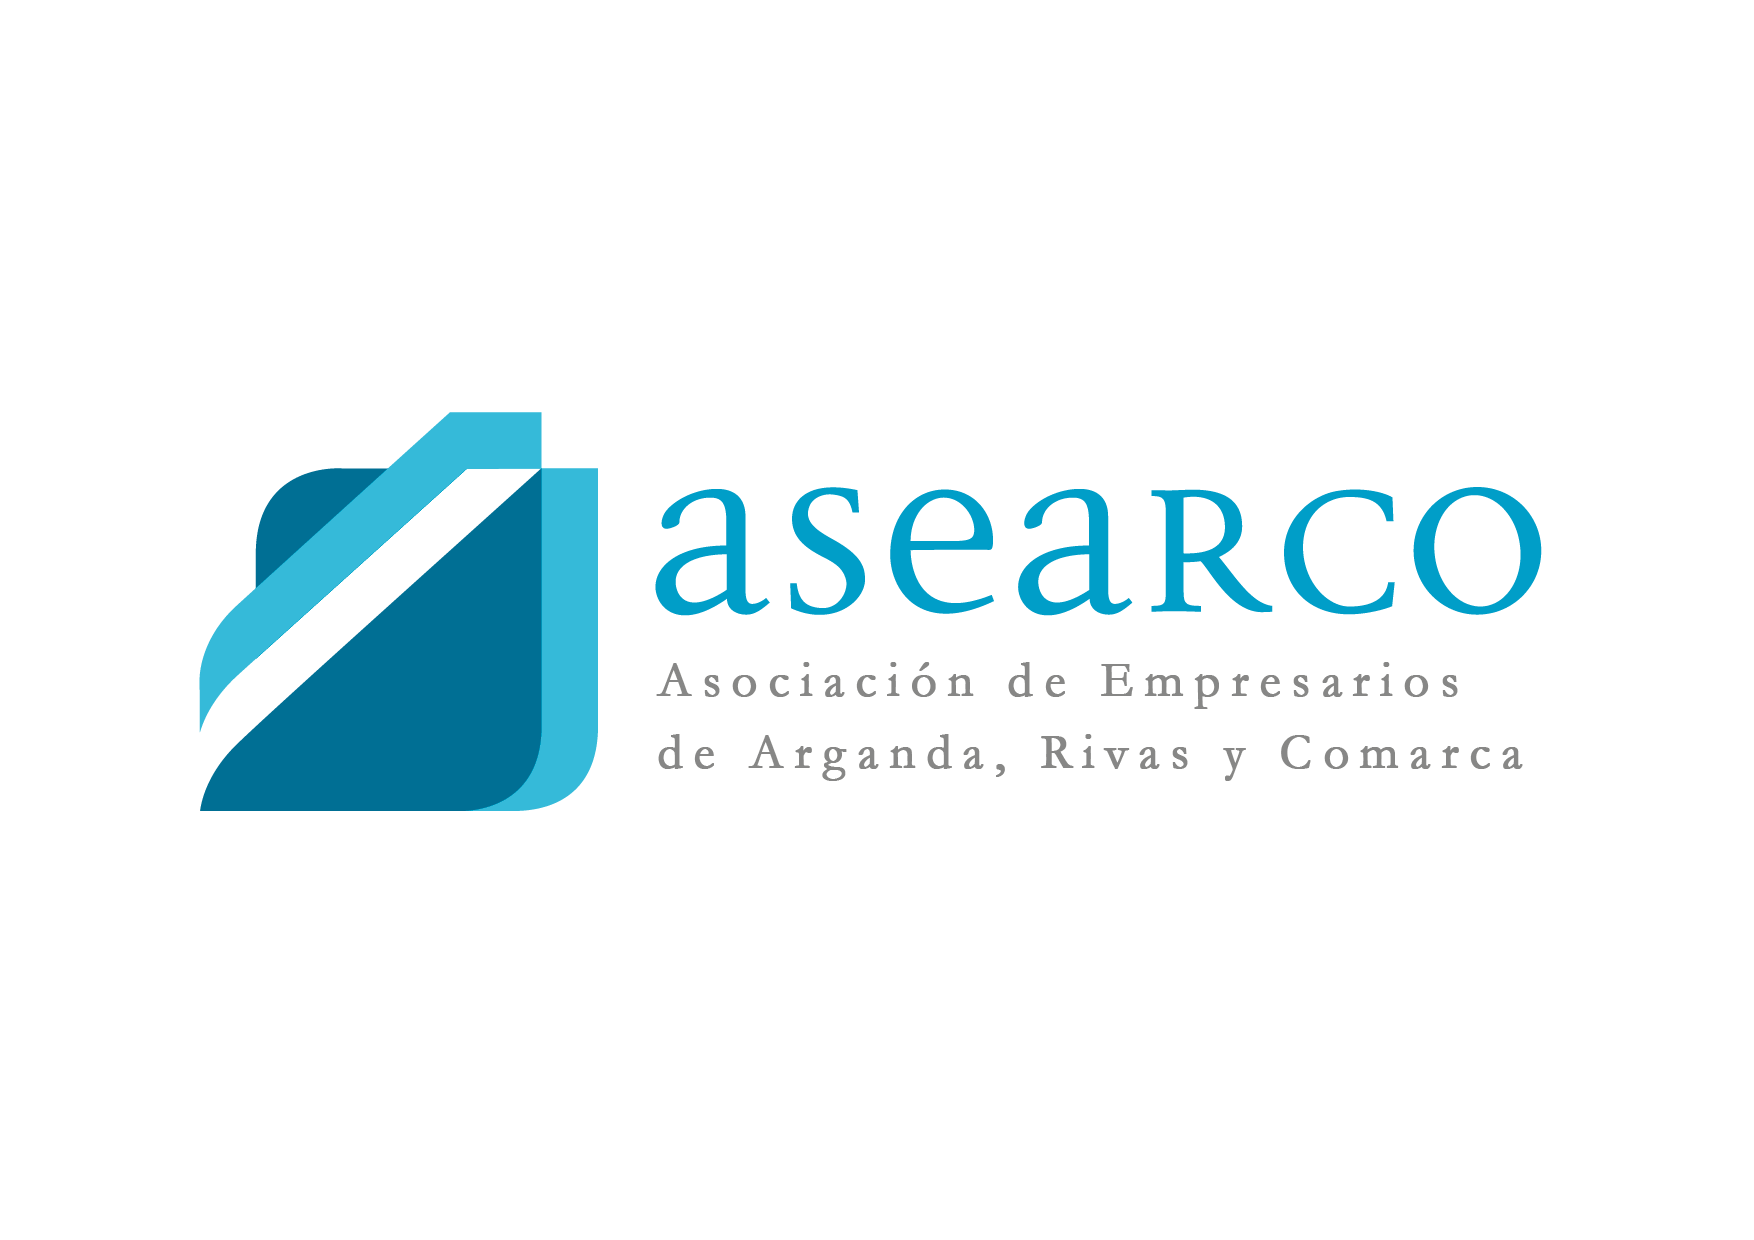 aseaRCO
Asociación de Empresarios
de Arganda, Rivas y Comarca